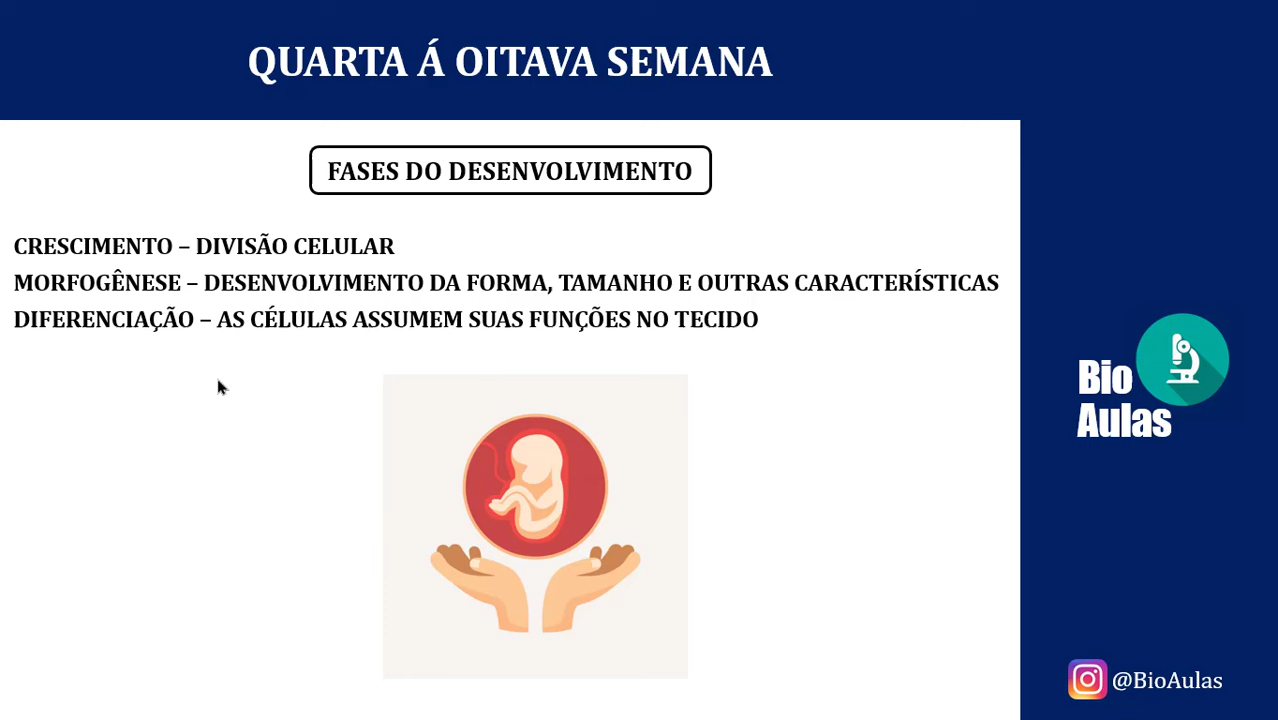 QUARTA Á OITAVA SEMANA
FASES DO DESENVOLVIMENTO
CRESCIMENTO – DIVISÃO CELULAR
MORFOGÊNESE – DESENVOLVIMENTO DA FORMA, TAMANHO E OUTRAS CARACTERÍSTICAS
DIFERENCIAÇÃO – AS CÉLULAS ASSUMEM SUAS FUNÇÕES NO TECIDO
Bio
Aulas
@BioAulas